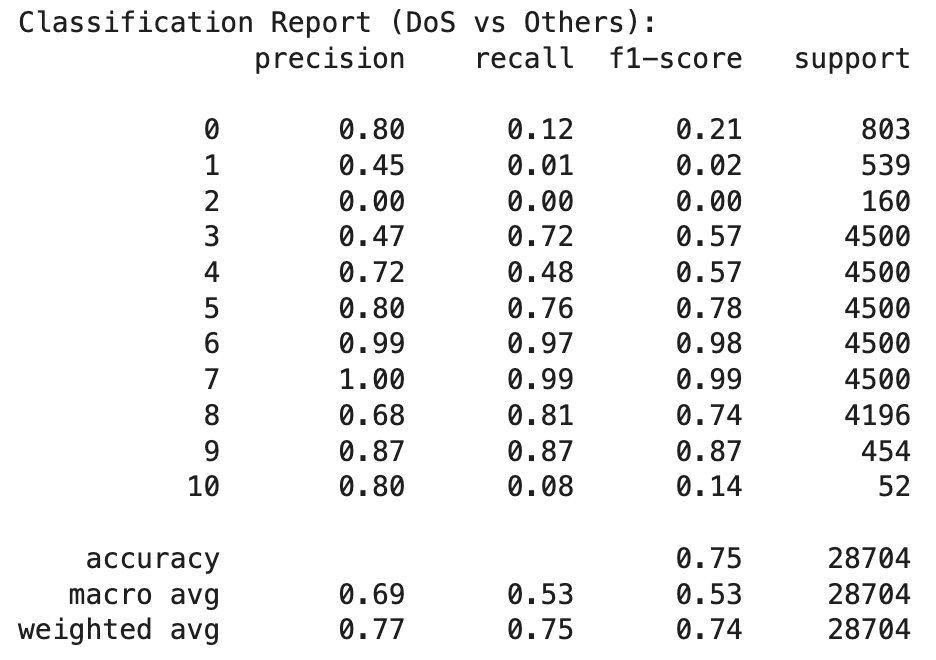 Classification Report (DoS vs Others):
precision recall f1-score support
0 0.80 0.12 0.21 803
1 0.45 0.01 0.02 539
2 0.00 0.00 0.00 160
3 0.47 0.72 0.57 4500
4 0.72 0.48 0.57 4500
5 0.80 0.76 0.78 4500
6 0.99 0.97 0.98 4500
7 1.00 0.99 0.99 4500
8 0.68 0.81 0.74 4196
9 0.87 0.87 0.87 454
10 0.80 0.08 0.14 52
accuracy 0.75 28704
macro avg 0.69 0.53 0.53 28704
weighted avg 0.77 0.75 0.74 28704